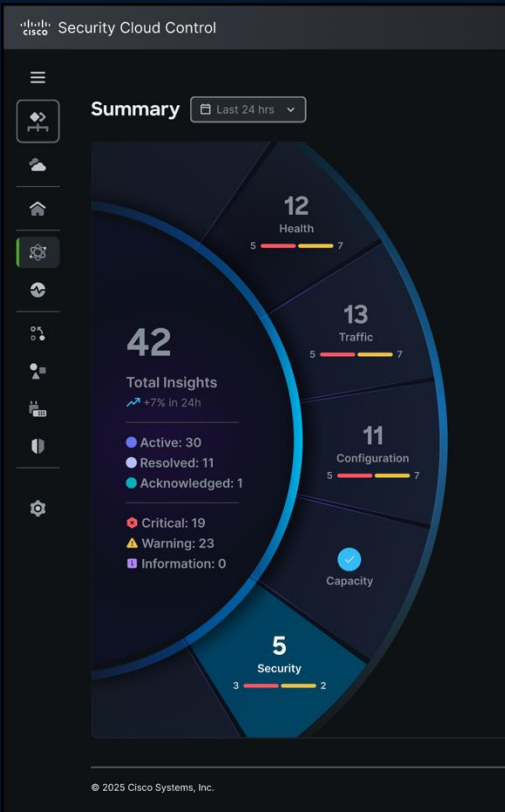 CISCO Security Cloud Control
Summary
Last 24 hrs
12
Health
5 7
13
Traffic
5 7
42
Total Insights
+7% in 24h
11
Configuration
5 7
Active: 30
Resolved: 11
Acknowledged: 1
Critical: 19
Warning: 23
Information: 0
Capacity
5
Security
3 2
© 2025 Cisco Systems, Inc.